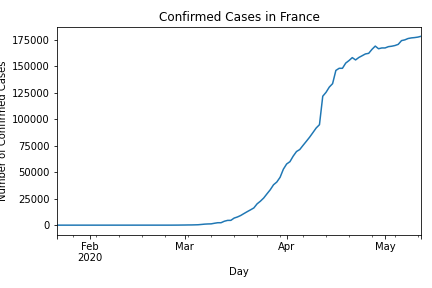 Confirmed Cases in France
175000
150000
125000
100000
75000
50000
25000
0
Number of Confirmed Cases
Feb
2020
Mar
Apr
May
Day